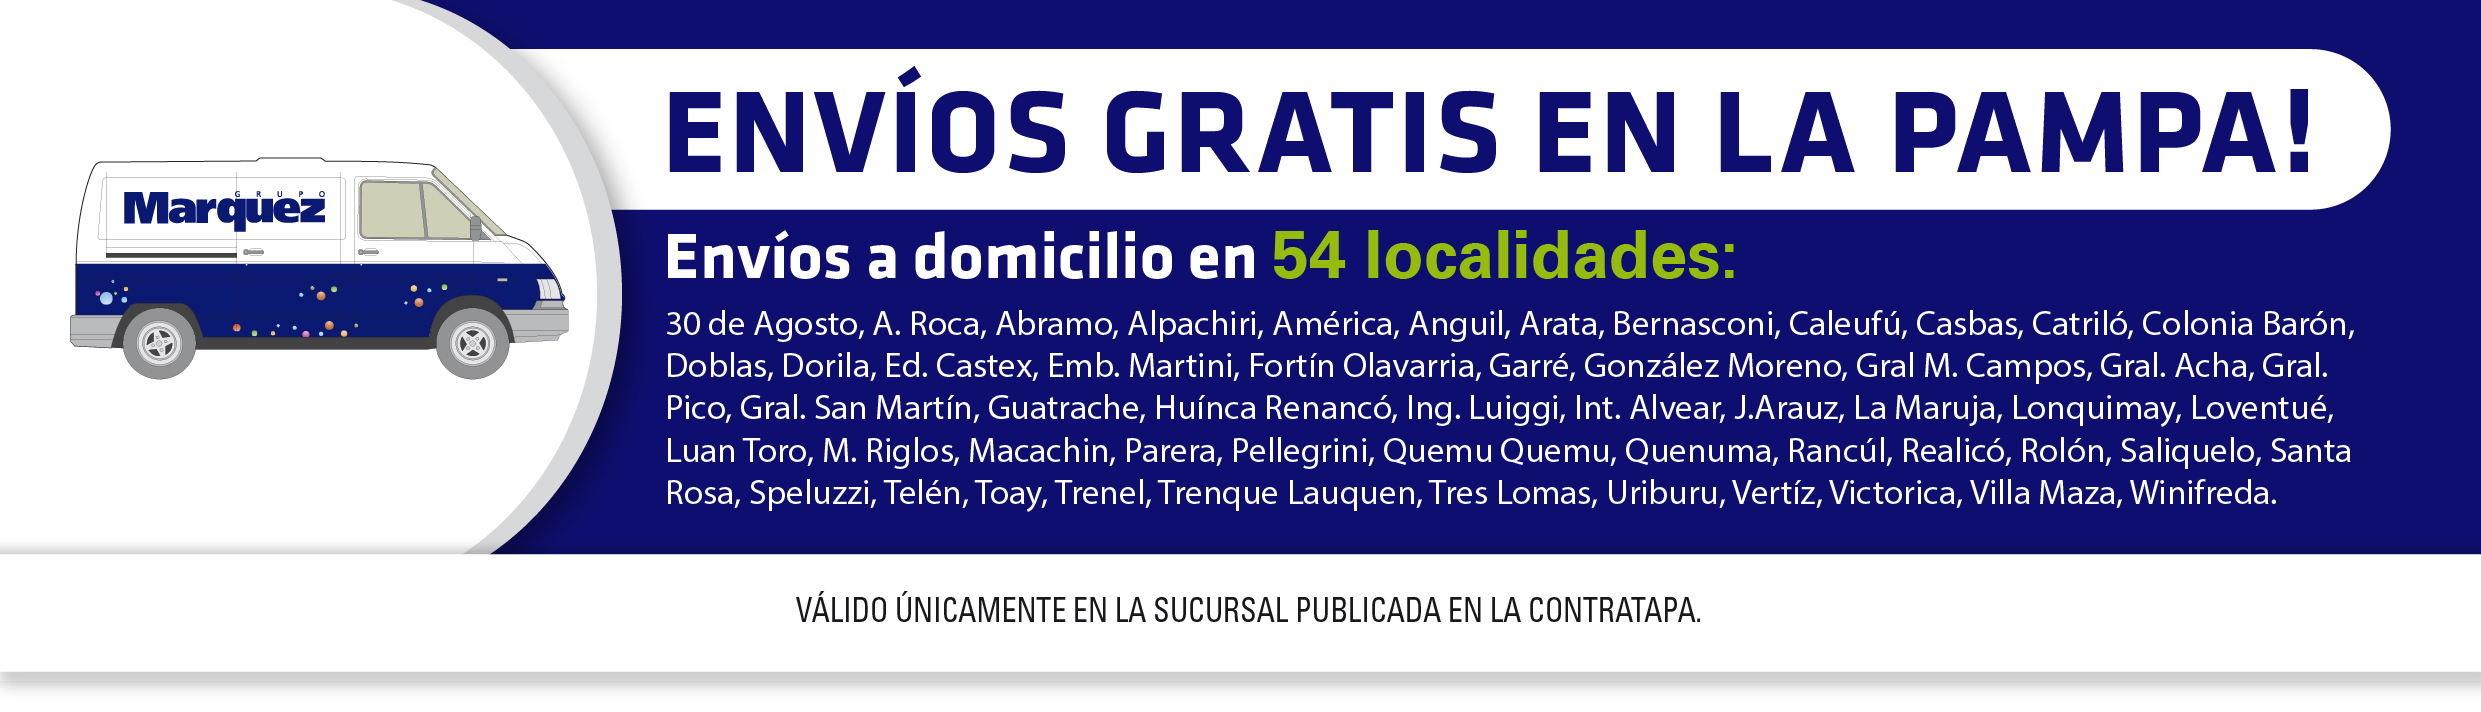 GRUPO
Marquez
ENVÍOS GRATIS EN LA PAMPA!
Envíos a domicilio en 54 localidades:
30 de Agosto, A. Roca, Abramo, Alpachiri, América, Anguil, Arata, Bernasconi, Caleufú, Casbas, Catriló, Colonia Barón,
Doblas, Dorila, Ed. Castex, Emb. Martini, Fortín Olavarria, Garré, González Moreno, Gral M. Campos, Gral. Acha, Gral.
Pico, Gral. San Martín, Guatrache, Huínca Renancó, Ing. Luiggi, Int. Alvear, J.Arauz, La Maruja, Lonquimay, Loventué,
Luan Toro, M. Riglos, Macachin, Parera, Pellegrini, Quemu Quemu, Quenuma, Rancúl, Realicó, Rolón, Saliquelo, Santa
Rosa, Speluzzi, Telén, Toay, Trenel, Trenque Lauquen, Tres Lomas, Uriburu, Vertíz, Victorica, Villa Maza, Winifreda.
VÁLIDO ÚNICAMENTE EN LA SUCURSAL PUBLICADA EN LA CONTRATAPA.